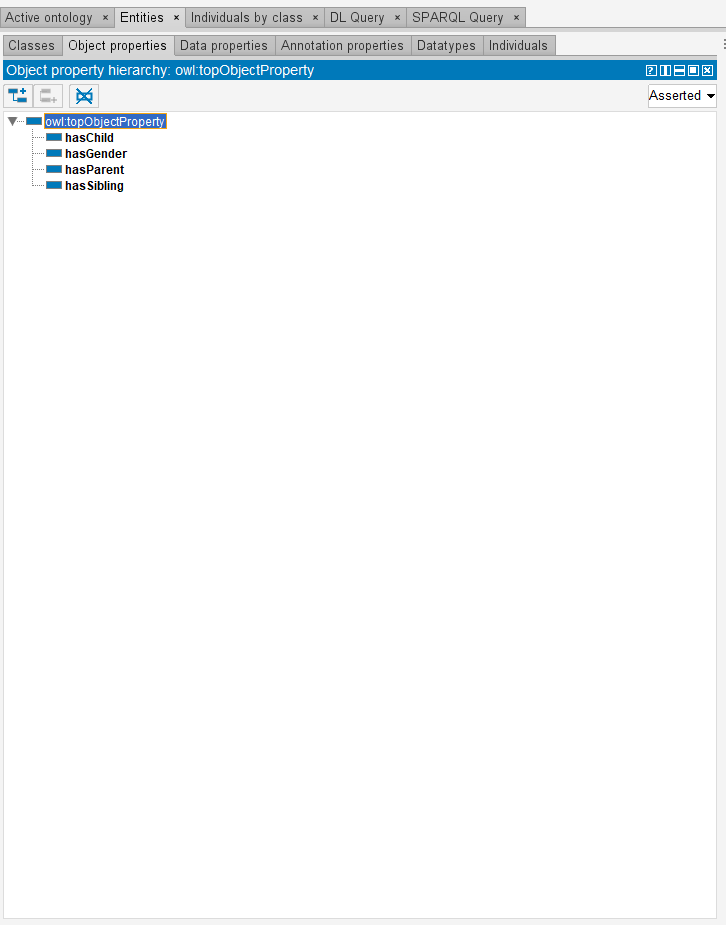 Active ontology × Entities × Individuals by class × DL Query × SPARQL Query ×
Classes Object properties Data properties Annotation properties Datatypes Individuals
Object property hierarchy: owl:topObjectProperty
Asserted
owl:topObjectProperty
hasChild
hasGender
hasParent
hasSibling